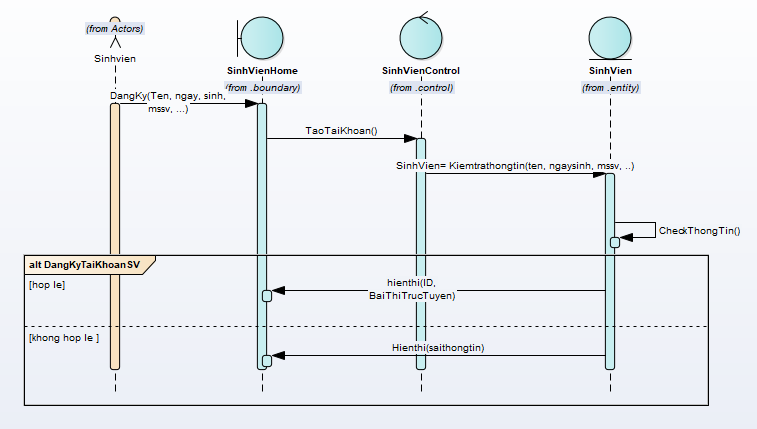 (from Actors)
Sinhvien
SinhVienHome
(from .boundary)
SinhVienControl
(from .control)
SinhVien
(from .entity)
DangKy(Ten, ngay, sinh,
mssv, ...)
TaoTaiKhoan()
SinhVien= Kiemtrathongtin(ten, ngaysinh, mssv, ..)
CheckThongTin()
alt DangKyTaiKhoanSV
[hop le]
hienthi(ID,
BaiThiTrucTuyen)
[khong hop le ]
Hienthi(saithongtin)